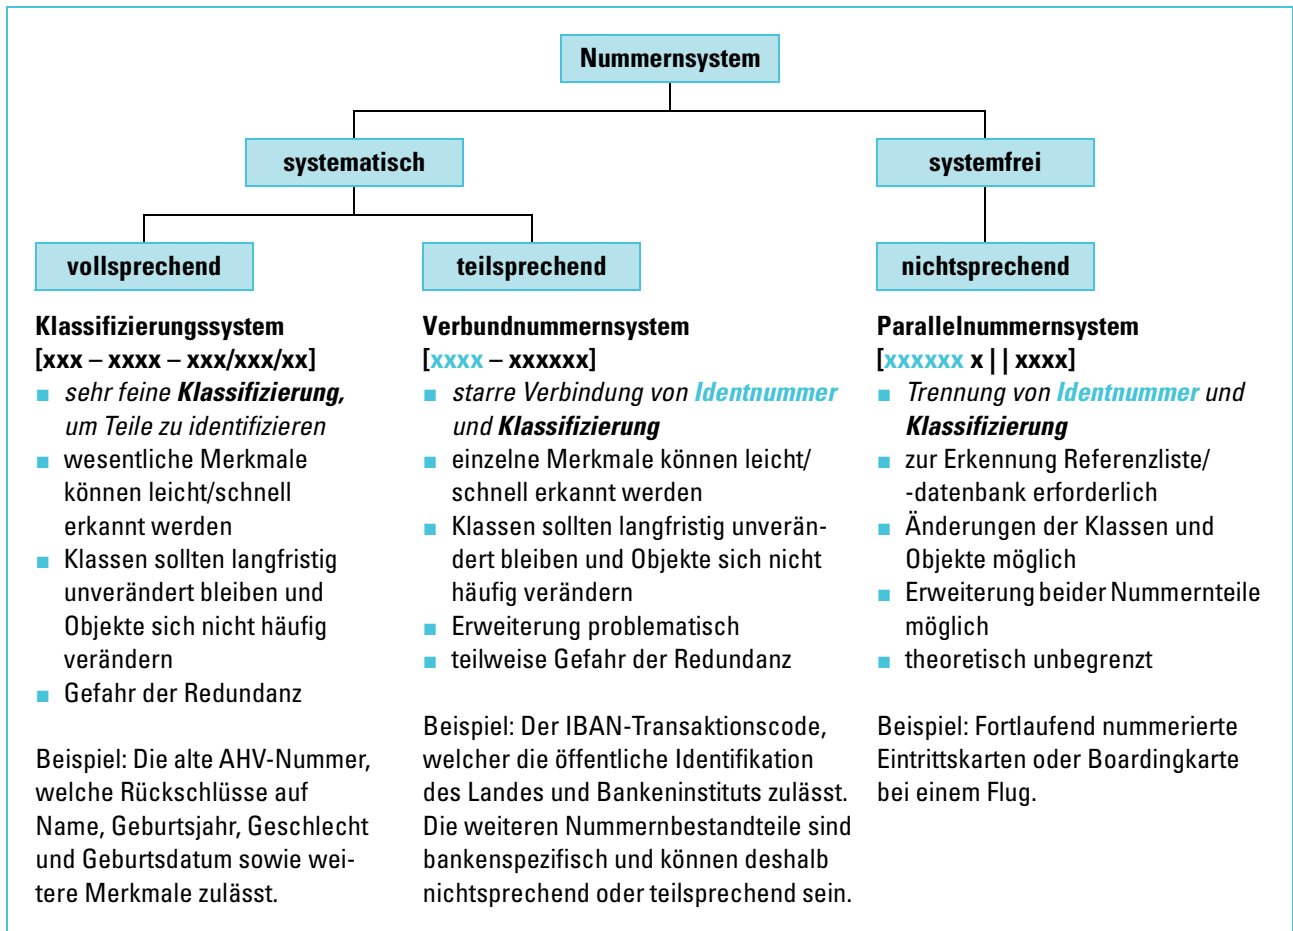 Nummernsystem
systematisch
systemfrei
vollsprechend
teilsprechend
nichtsprechend
Klassifizierungssystem
[xxx – xxxx – xxx/xxx/xx]
■ sehr feine Klassifizierung,
um Teile zu identifizieren
■ wesentliche Merkmale
können leicht/schnell
erkannt werden
■ Klassen sollten langfristig
unverändert bleiben und
Objekte sich nicht häufig
verändern
■ Gefahr der Redundanz
Beispiel: Die alte AHV-Nummer,
welche Rückschlüsse auf
Name, Geburtsjahr, Geschlecht
und Geburtsdatum sowie wei-
tere Merkmale zulässt.
Verbundnummernsystem
[xxxx – xxxxxx]
■ starre Verbindung von Identnummer
und Klassifizierung
■ einzelne Merkmale können leicht/
schnell erkannt werden
■ Klassen sollten langfristig unverän-
dert bleiben und Objekte sich nicht
häufig verändern
■ Erweiterung problematisch
■ teilweise Gefahr der Redundanz
Beispiel: Der IBAN-Transaktionscode,
welcher die öffentliche Identifikation
des Landes und Bankeninstituts zulässt.
Die weiteren Nummernbestandteile sind
bankenspezifisch und können deshalb
nichtsprechend oder teilsprechend sein.
Parallelnummernsystem
[xxxxxx x | | xxxx]
■ Trennung von Identnummer und
Klassifizierung
■ zur Erkennung Referenzliste/
-datenbank erforderlich
■ Änderungen der Klassen und
Objekte möglich
■ Erweiterung beider Nummernteile
möglich
■ theoretisch unbegrenzt
Beispiel: Fortlaufend nummerierte
Eintrittskarten oder Boardingkarte
bei einem Flug.